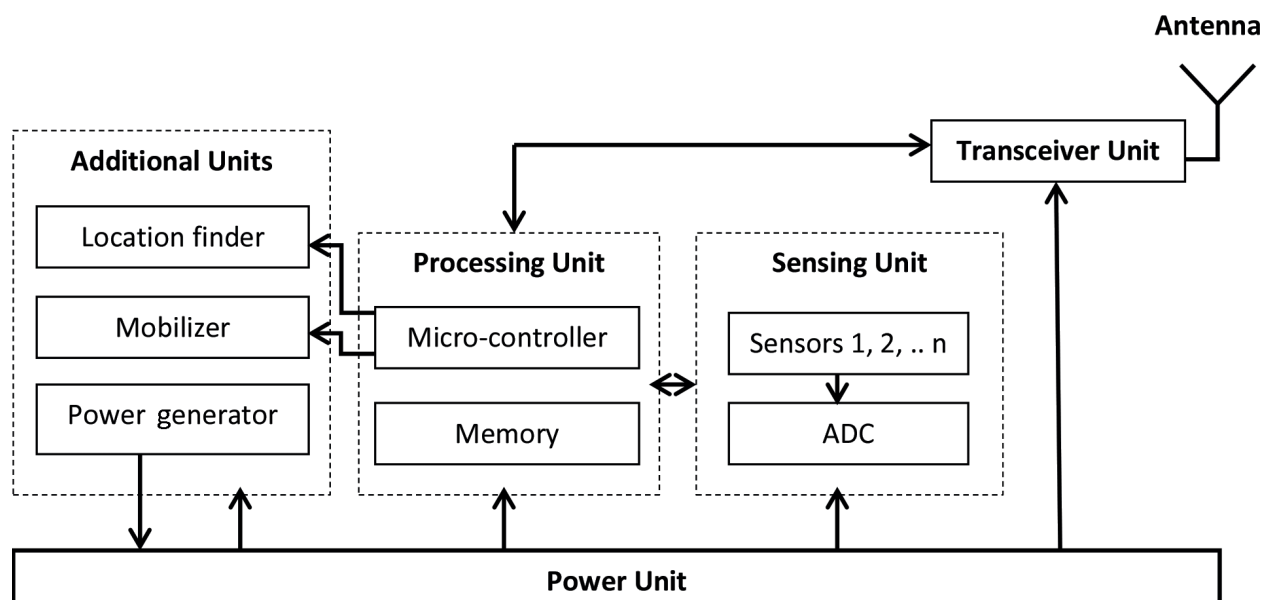 Antenna
Transceiver Unit
Additional Units
Location finder
Mobilizer
Power generator
Processing Unit
Micro-controller
Memory
Sensing Unit
Sensors 1, 2, .. n
ADC
Power Unit